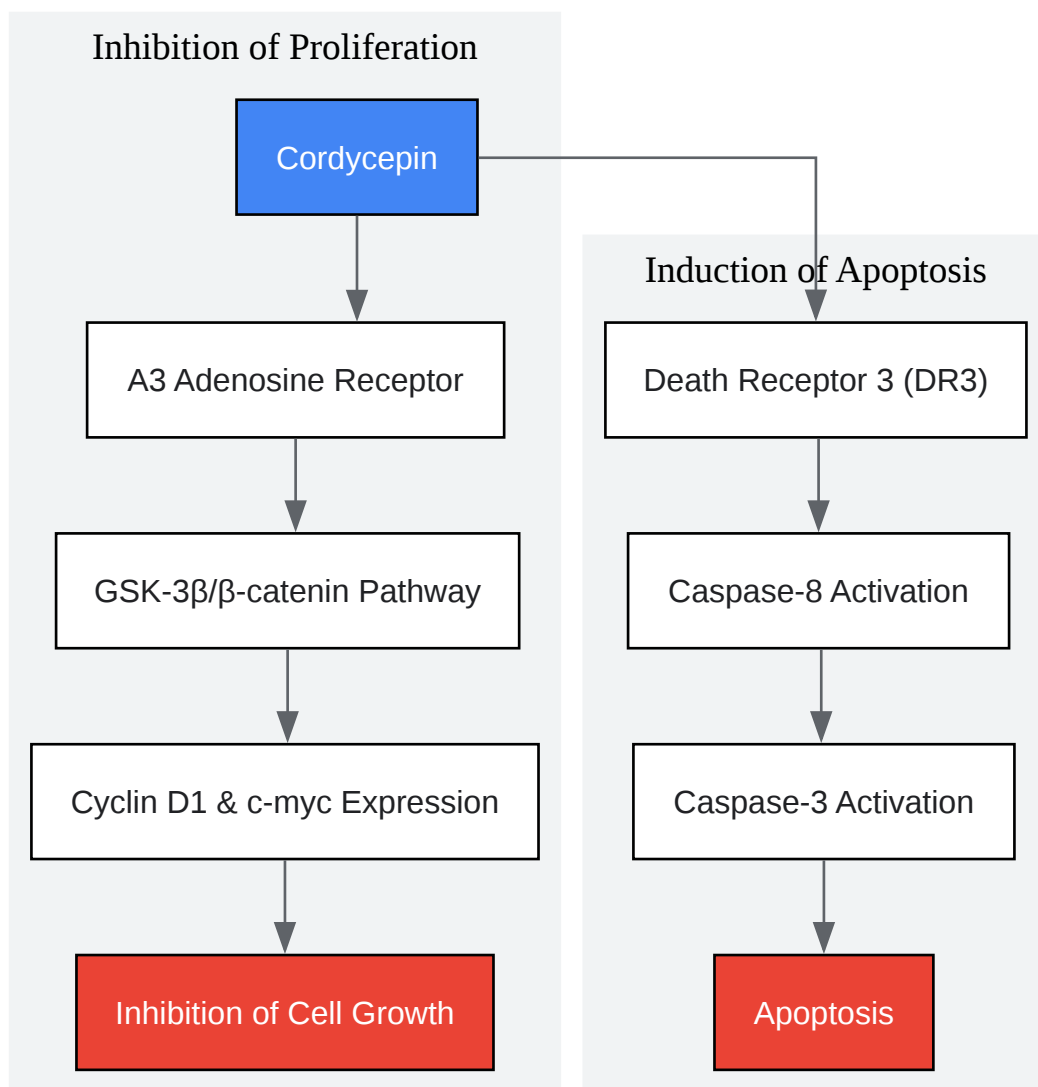 Inhibition of Proliferation
Cordycepin
A3 Adenosine Receptor
GSK-3β/β-catenin Pathway
Cyclin D1 & c-myc Expression
Inhibition of Cell Growth
Induction of Apoptosis
Death Receptor 3 (DR3)
Caspase-8 Activation
Caspase-3 Activation
Apoptosis